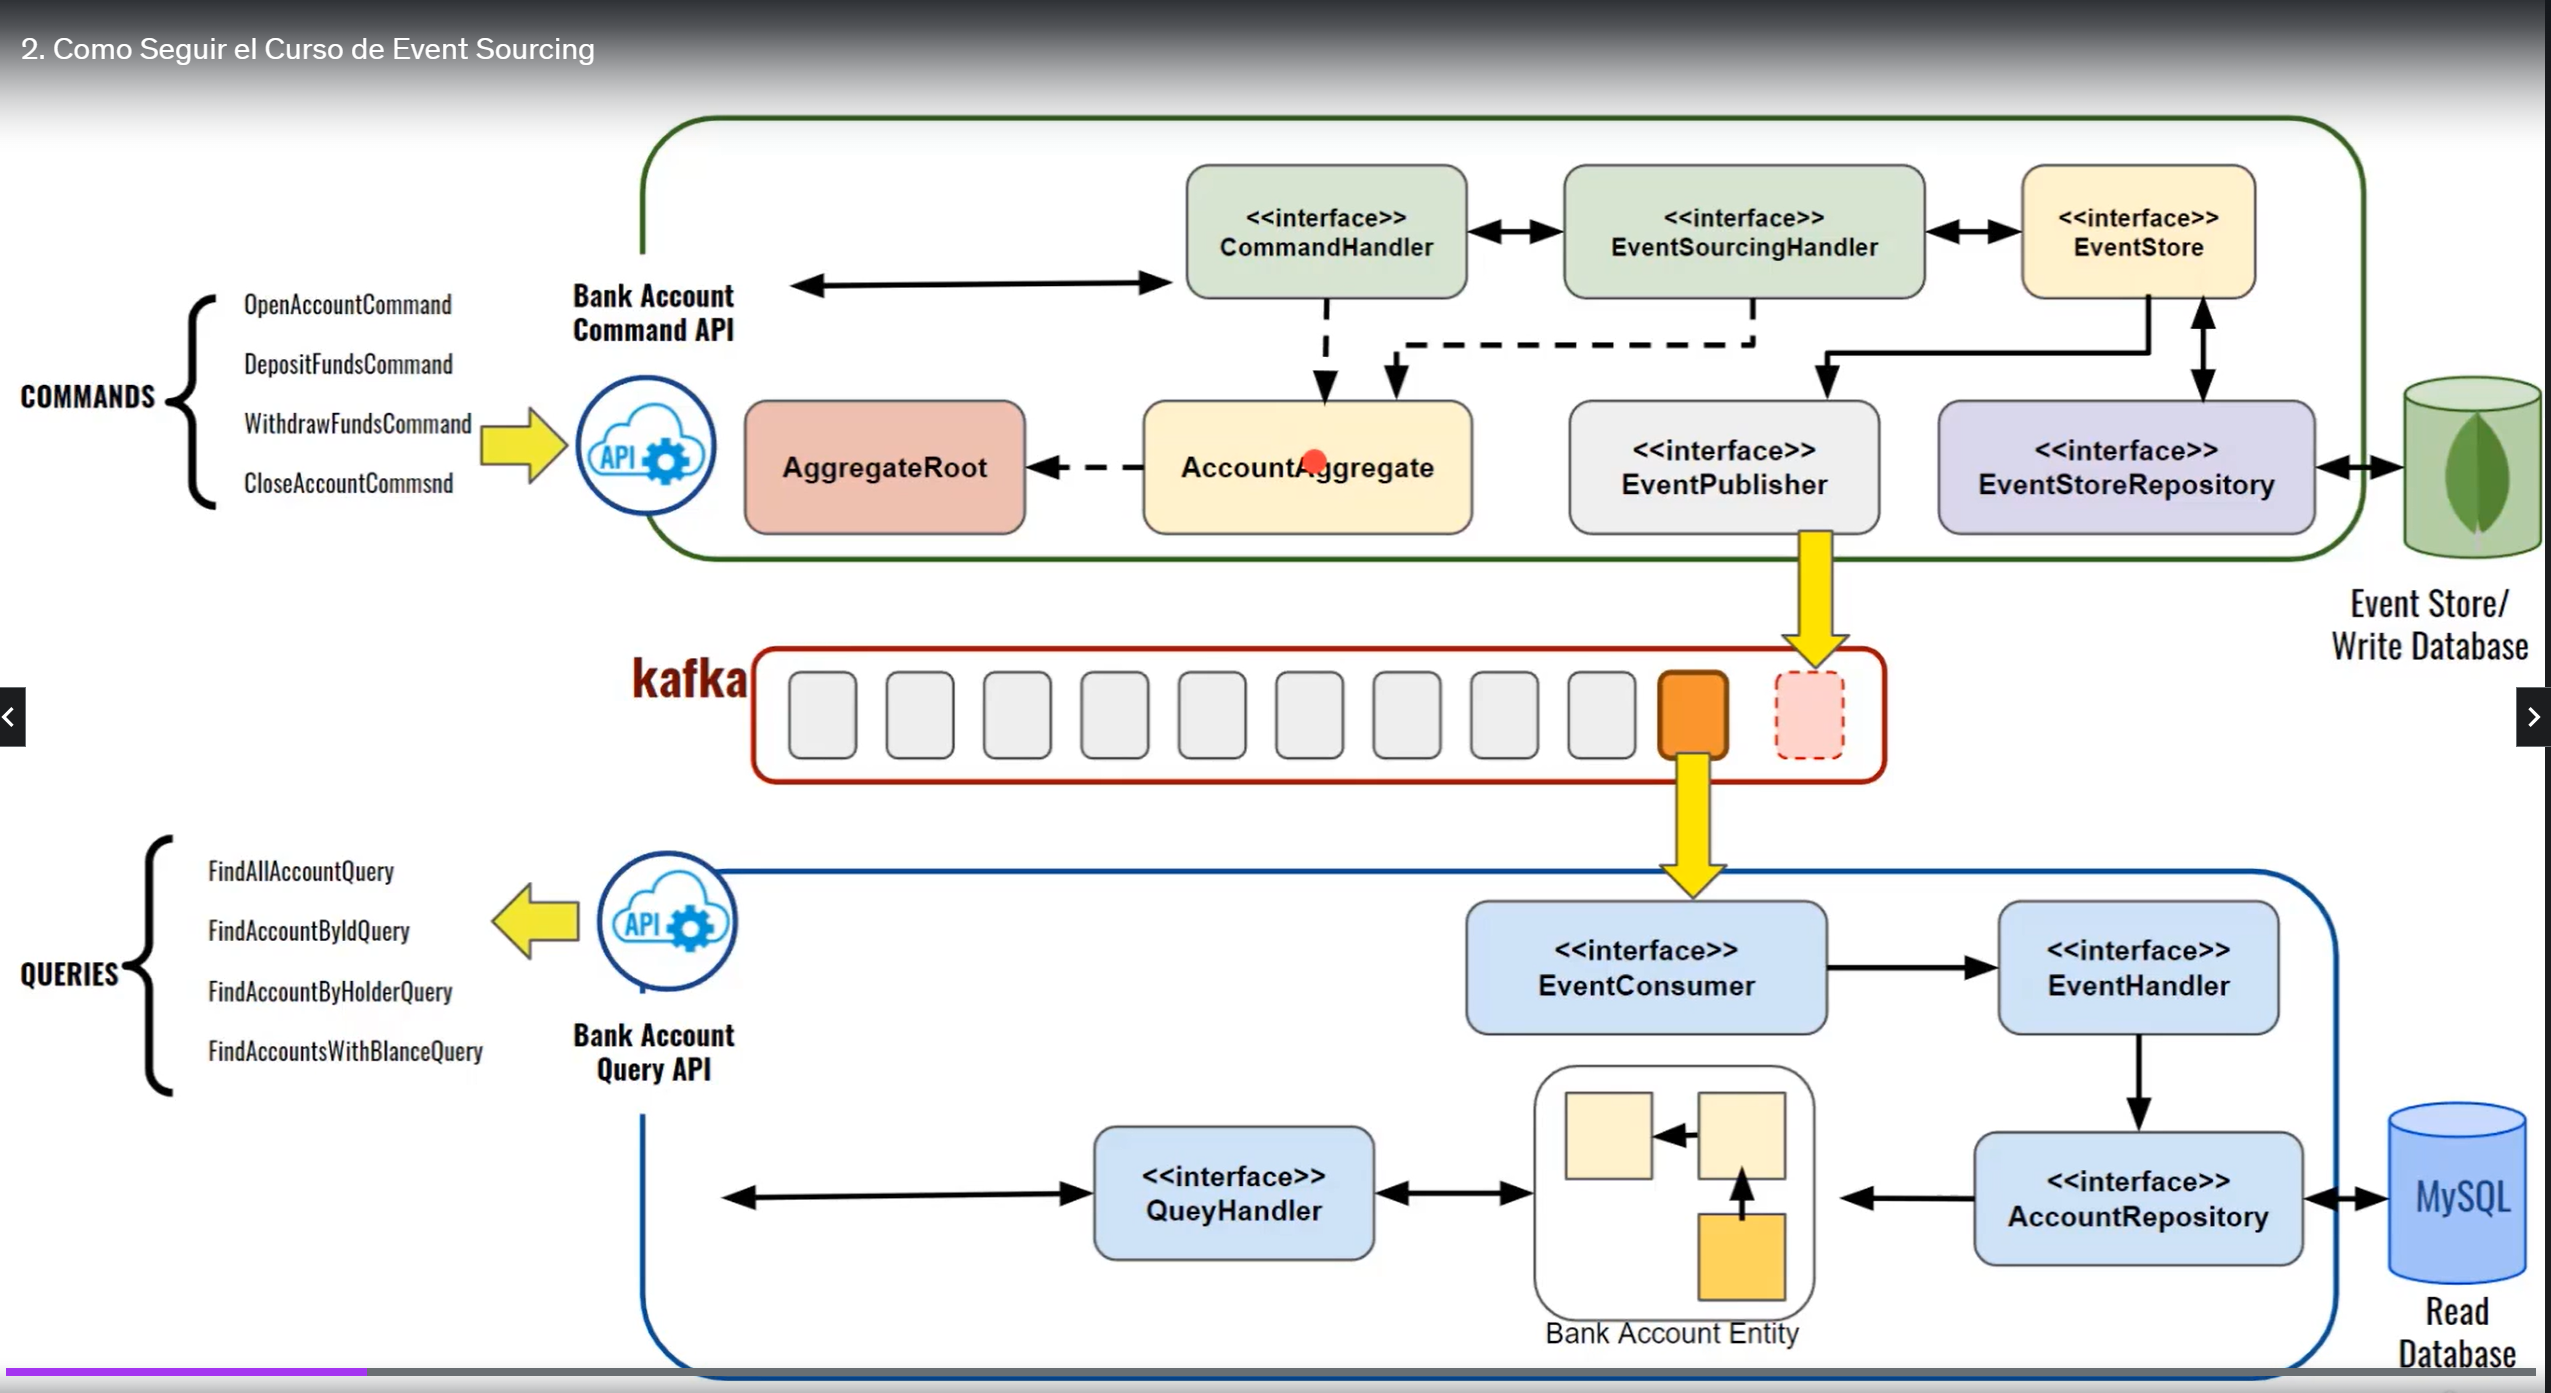 2. Como Seguir el Curso de Event Sourcing
<<interface>>
CommandHandler
<<interface>>
EventSourcingHandler
<<interface>>
EventStore
COMMANDS
OpenAccountCommand
DepositFundsCommand
WithdrawFundsCommand
CloseAccountCommsnd
Bank Account
Command API
API
AggregateRoot
AccountAggregate
<<interface>>
EventPublisher
<<interface>>
EventStoreRepository
Event Store/
Write Database
kafka
QUERIES
FindAllAccountQuery
FindAccountByIdQuery
FindAccountByHolderQuery
FindAccountsWithBlanceQuery
API
Bank Account
Query API
<<interface>>
EventConsumer
<<interface>>
EventHandler
<<interface>>
QueyHandler
Bank Account Entity
<<interface>>
AccountRepository
MySQL
Read
Database